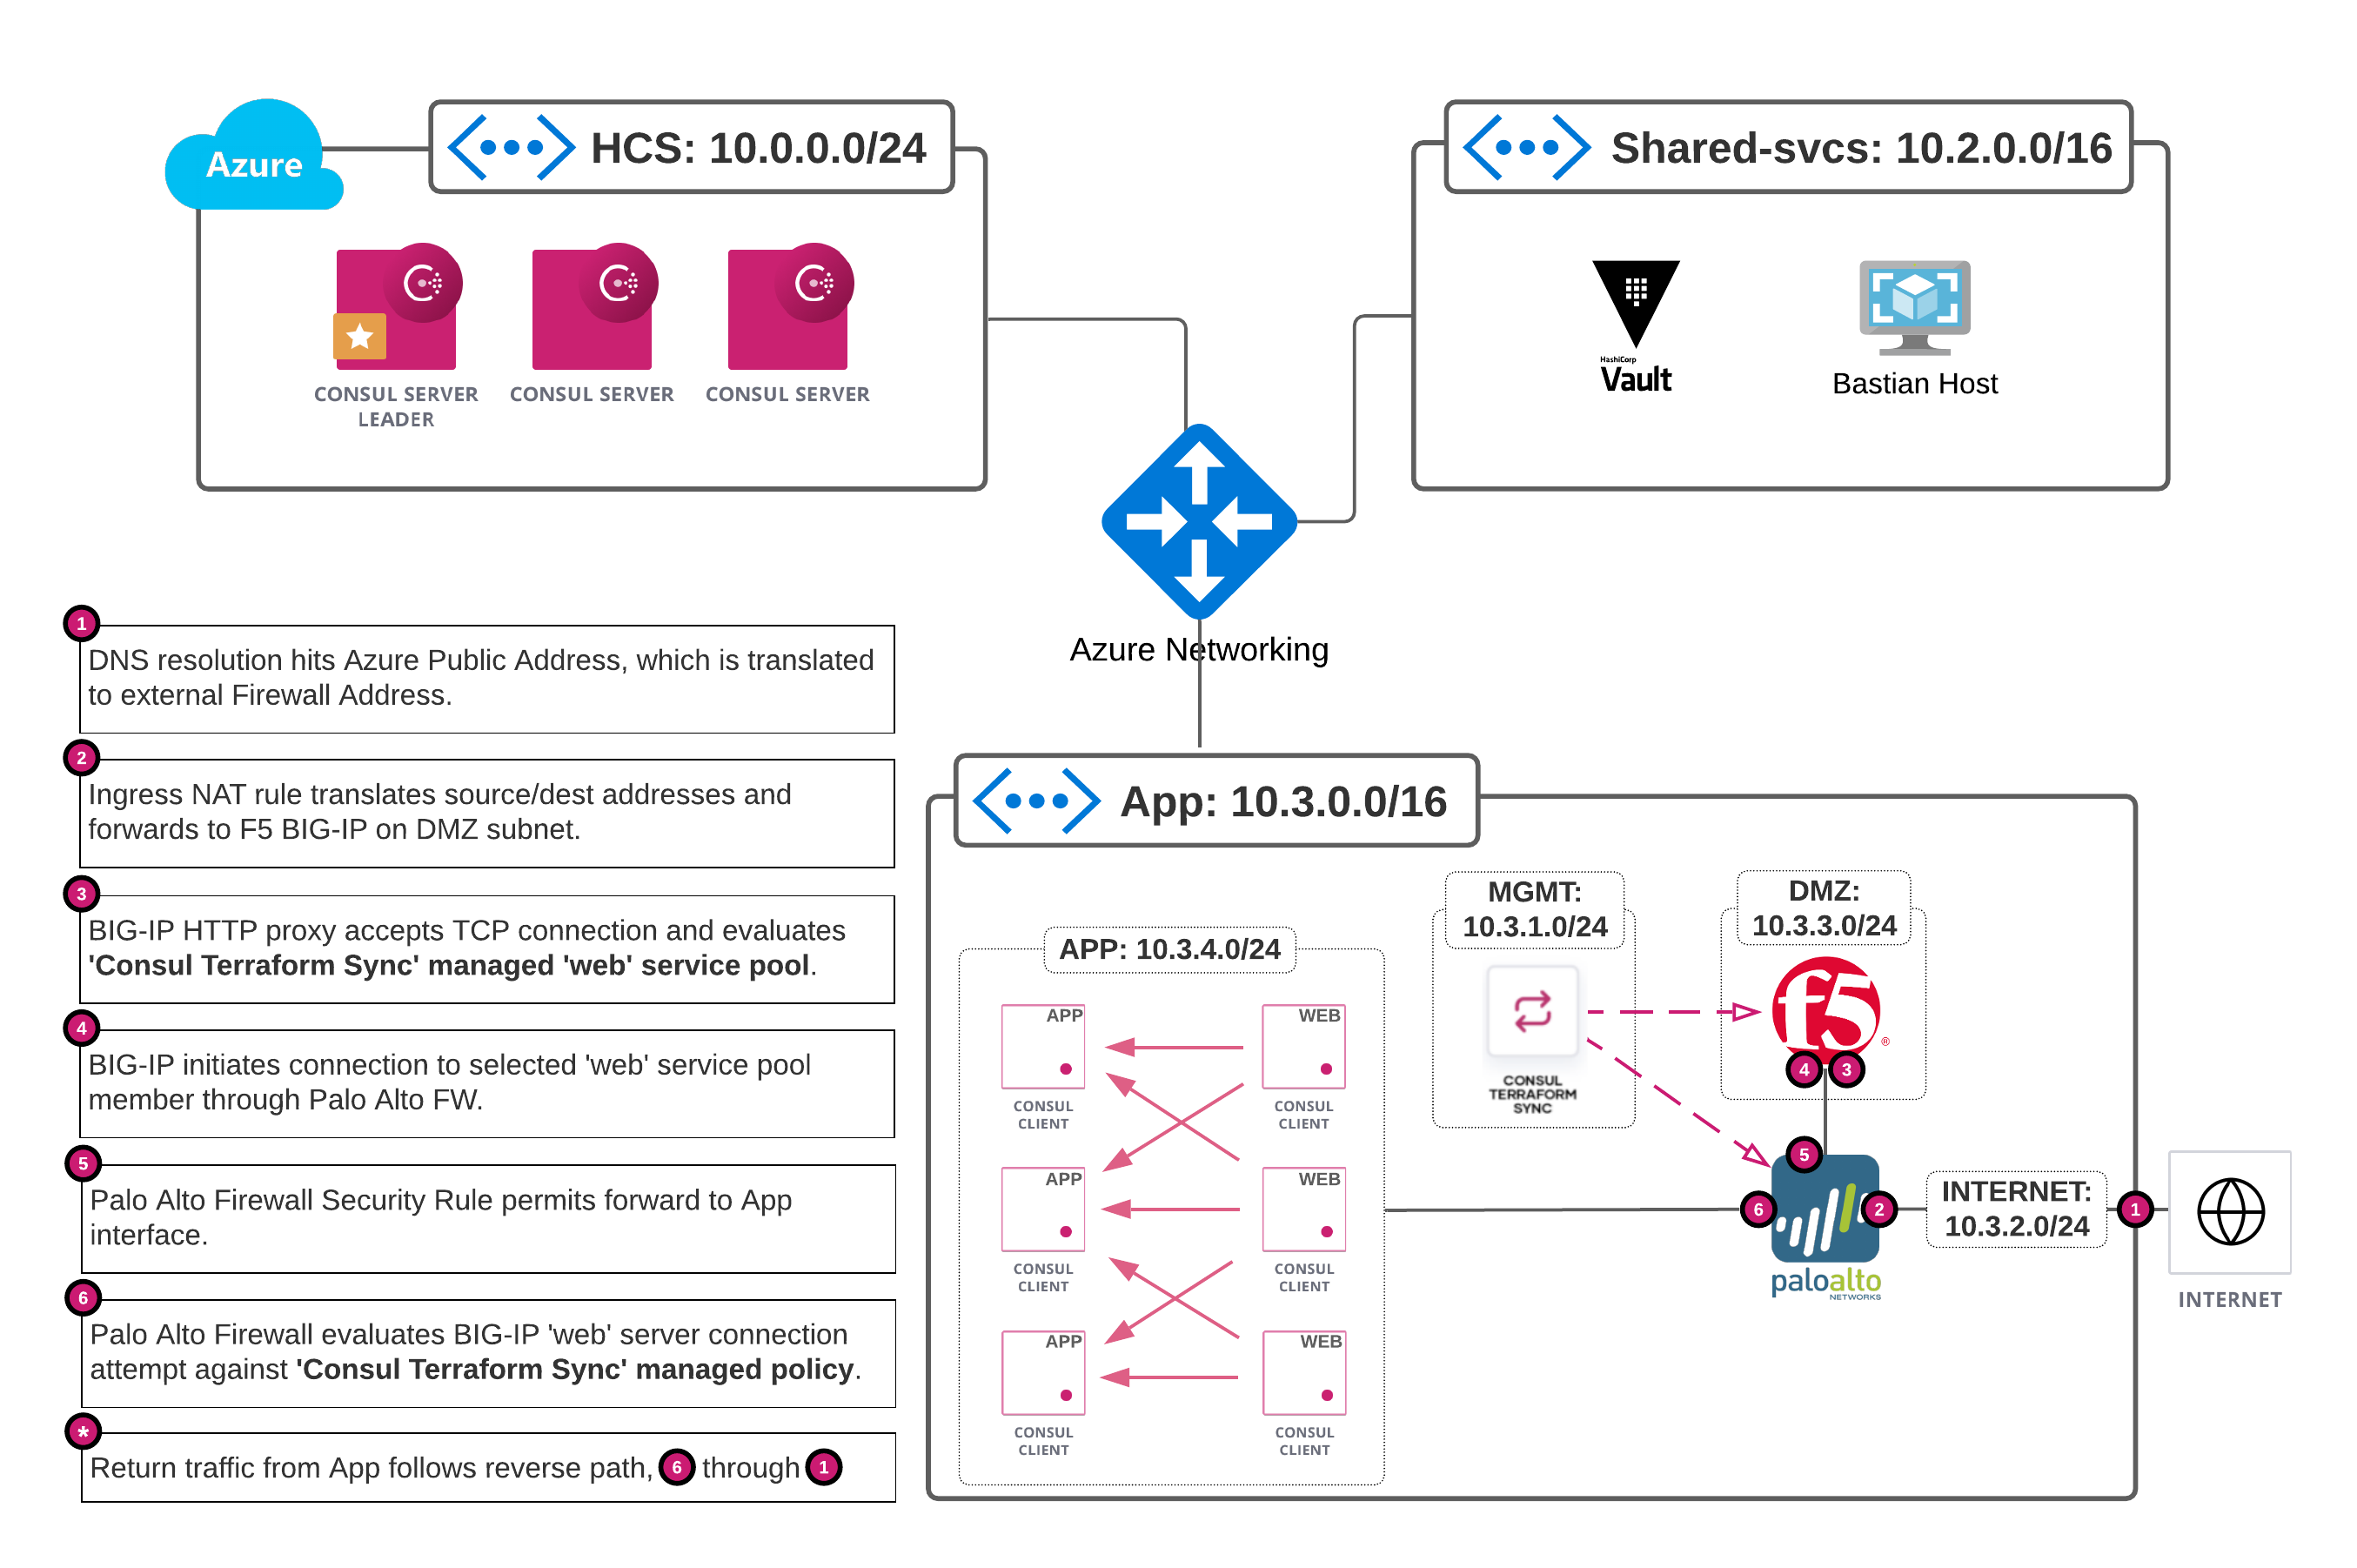 Azure
HCS: 10.0.0.0/24
Shared-svcs: 10.2.0.0/16
CONSUL SERVER
LEADER
CONSUL SERVER
CONSUL SERVER
HashiCorp
Vault
Bastian Host
Azure Networking
1
DNS resolution hits Azure Public Address, which is translated
to external Firewall Address.
2
Ingress NAT rule translates source/dest addresses and
forwards to F5 BIG-IP on DMZ subnet.
3
BIG-IP HTTP proxy accepts TCP connection and evaluates
'Consul Terraform Sync' managed 'web' service pool.
4
BIG-IP initiates connection to selected 'web' service pool
member through Palo Alto FW.
5
Palo Alto Firewall Security Rule permits forward to App
interface.
6
Palo Alto Firewall evaluates BIG-IP 'web' server connection
attempt against 'Consul Terraform Sync' managed policy.
*
Return traffic from App follows reverse path, 6 through 1
App: 10.3.0.0/16
APP: 10.3.4.0/24
APP
CONSUL
CLIENT
WEB
CONSUL
CLIENT
APP
CONSUL
CLIENT
WEB
CONSUL
CLIENT
APP
CONSUL
CLIENT
WEB
CONSUL
CLIENT
MGMT:
10.3.1.0/24
CONSUL
TERRAFORM
SYNC
DMZ:
10.3.3.0/24
f5
®
4
3
5
6
2
paloalto
NETWORKS
INTERNET:
10.3.2.0/24
1
INTERNET